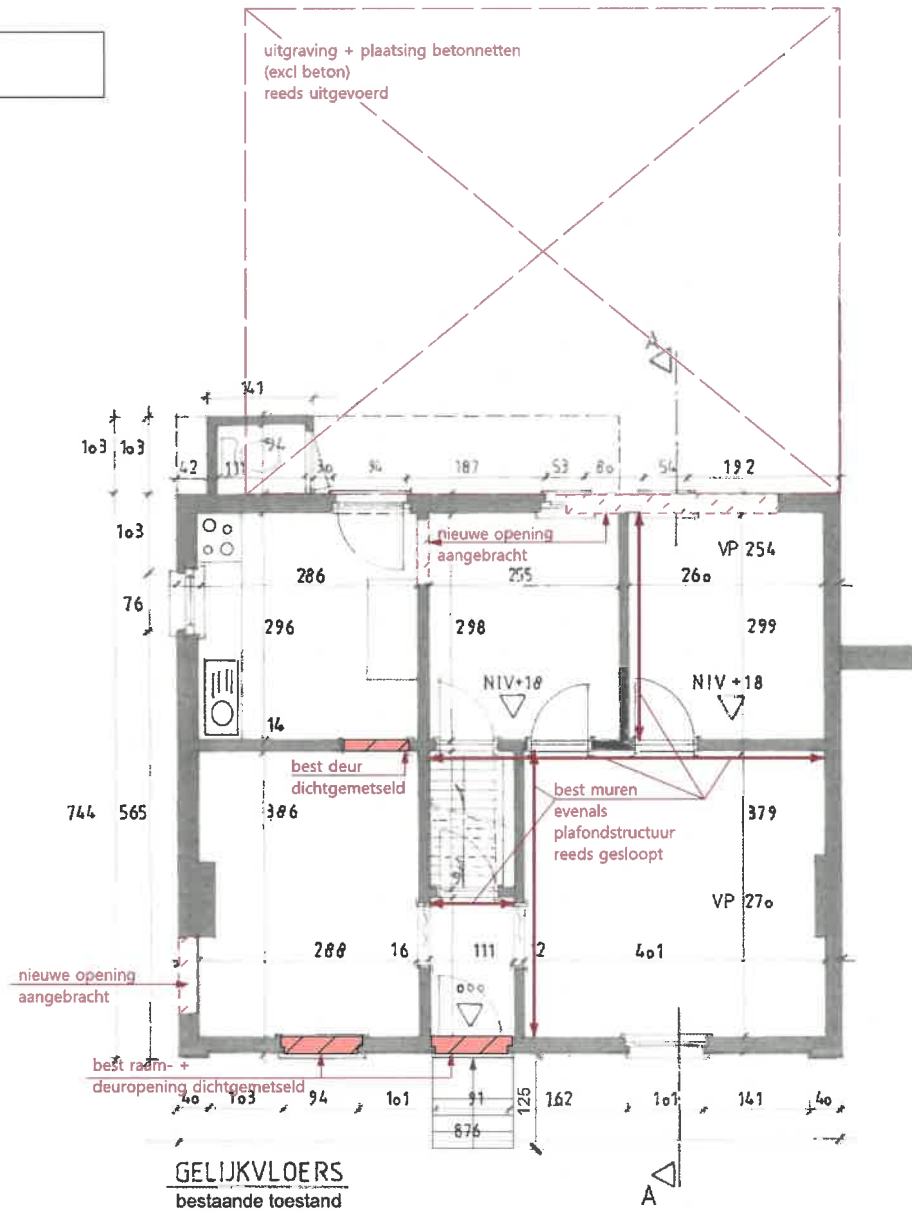 uitgraving + plaatsing betonnetten
(excl beton)
reeds uitgevoerd
A
141
103 103
94
42 111 30 94 187 53 80 54 192
103
nieuwe opening
aangebracht
VP 254
286 255 260
76
296 298 299
NIV+18 NIV +18
14
best deur
dichtgemetseld
best muren
evenals
plafondstructuur
reeds gesloopt
744 565 386 379
VP 270
288 16 111 12 401
nieuwe opening
aangebracht
000
best raam- +
deuropening dichtgemetseld
40 103 94 101 91 125 162 101 141 40
876
GELIJKVLOERS
bestaande toestand
A